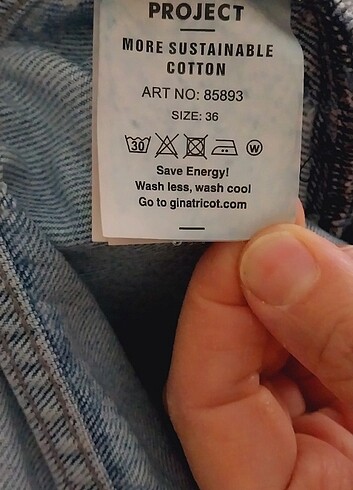 PROJECT
MORE SUSTAINABLE
COTTON
ART NO: 85893
SIZE: 36
30 W
Save Energy!
Wash less, wash cool
Go to ginatricot.com